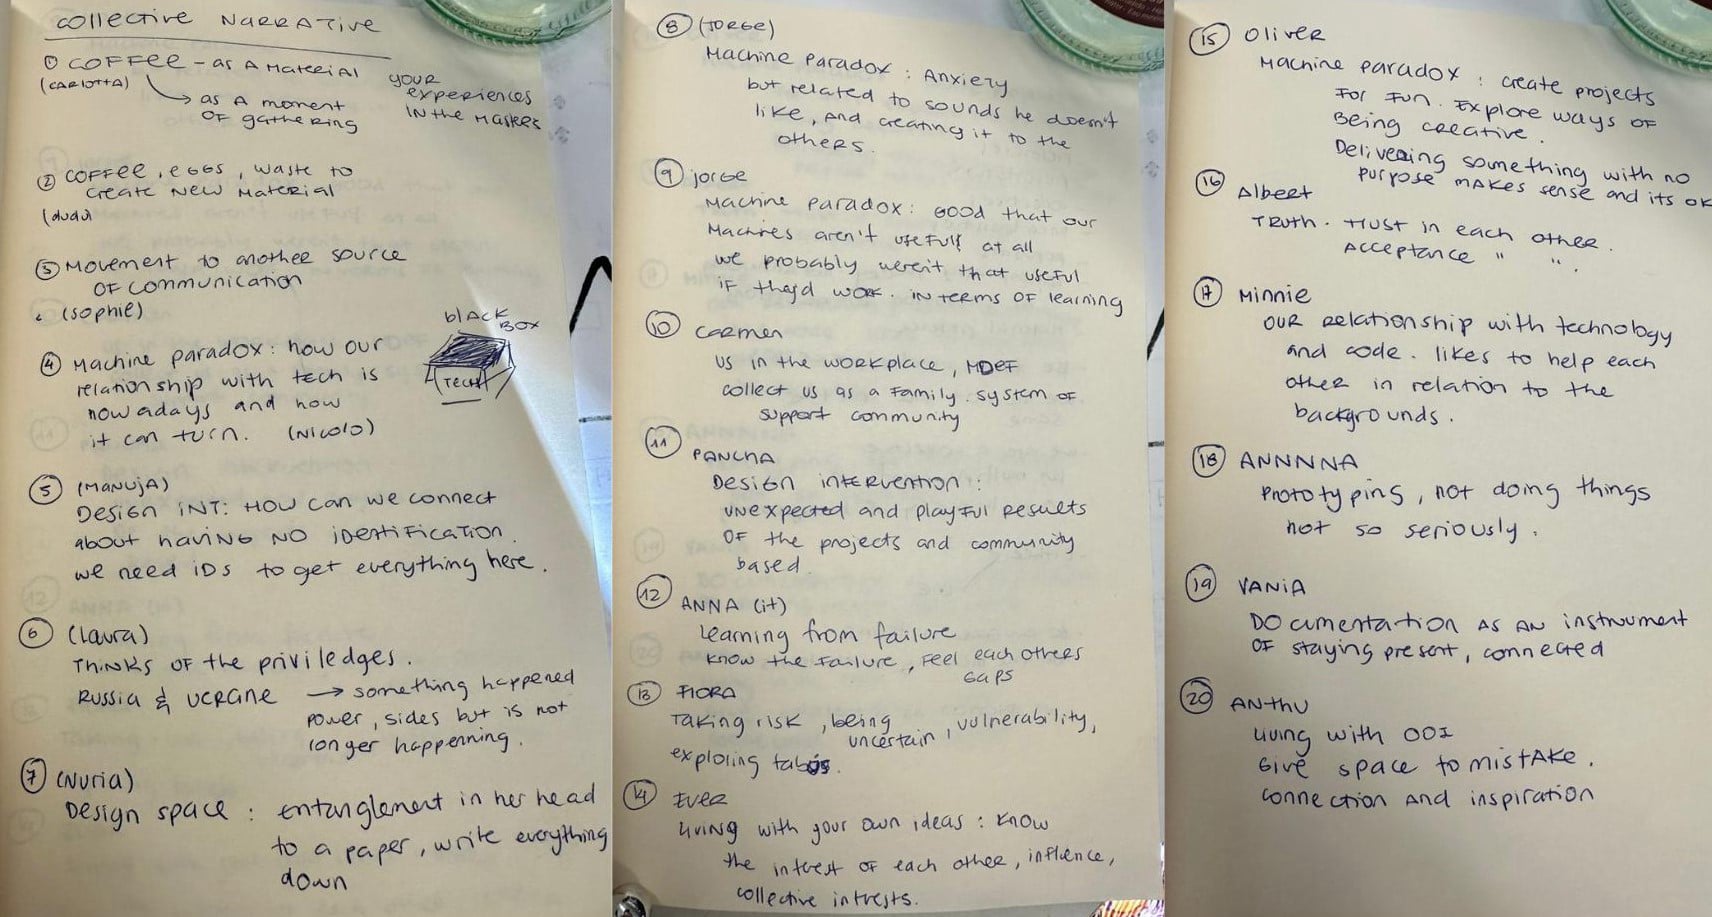 collective NARRATIVE
① COFFEE - as A MATERIAL
(CARLOTTA)
your experiences IN the MASTERS
→ as A moment OF gathering
② COFFEE, EGGS, waste to
create New Material
(dudu)
③ Movement to another source
OF communication
(Sophie)
④ Machine paradox: how our
relationship with tech is
nowadays and how
it can turn. (NICOLO)
blACK BOX
(TECH)
⑤ (MANUJA)
Design INT: HOW can we connect
about having NO identification.
we need iDs to get everything here.
⑥ (Laura)
THINKS OF the priviledges.
RUSSIA & UCRANE → something happened
power, sides but is not
longer happenning.
⑦ (Nuria)
Design space: entanglement in her head
to a paper, write everything
down
⑧ (JORGE)
Machine Paradox: Anxiety
but related to sounds he doesn't
like, and creating it to the
others.
⑨ jorge
Machine Paradox: GOOD that our
Machines aren't usefull at all
we probably weren't that useful
IF they'd work. IN terms OF learning
⑩ Carmen
US in the workplace, MDEF
collect us as a Family. System OF
support community
⑪ PANCHA
Design intervention:
unexpected and playful results
OF the projects and community
based.
⑫ ANNA (it)
Learning from failure
know the Failure, Feel each others
gaps
⑬ FIORA
Taking risk, being
uncertain, vulnerability,
exploring tabús.
⑭ Ever
living with your own ideas: know
the intrest of each other, influence,
collective intrests.
⑮ Oliver
Machine paradox: create projects
For Fun. Explore ways OF
Being creative.
Delivering something with no
purpose makes sense and its OK
⑯ Albert
TRUTH. Trust in each other.
Acceptance " ".
⑰ Minnie
our relationship with technology
and code. likes to help each
other in relation to the
backgrounds.
⑱ ANNNNA
Prototyping, not doing things
not so seriously.
⑲ VANIA
Documentation AS AN instrument
OF staying present, connected
⑳ ANthu
living with OOZ
Give space to mistake.
Connection and inspiration